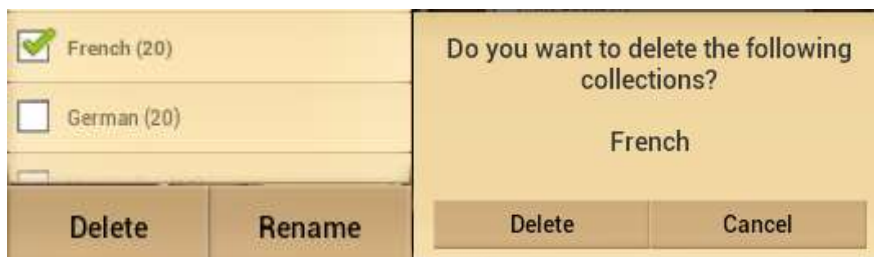 French (20)
German (20)
Delete
Rename
Do you want to delete the following
collections?
French
Delete
Cancel